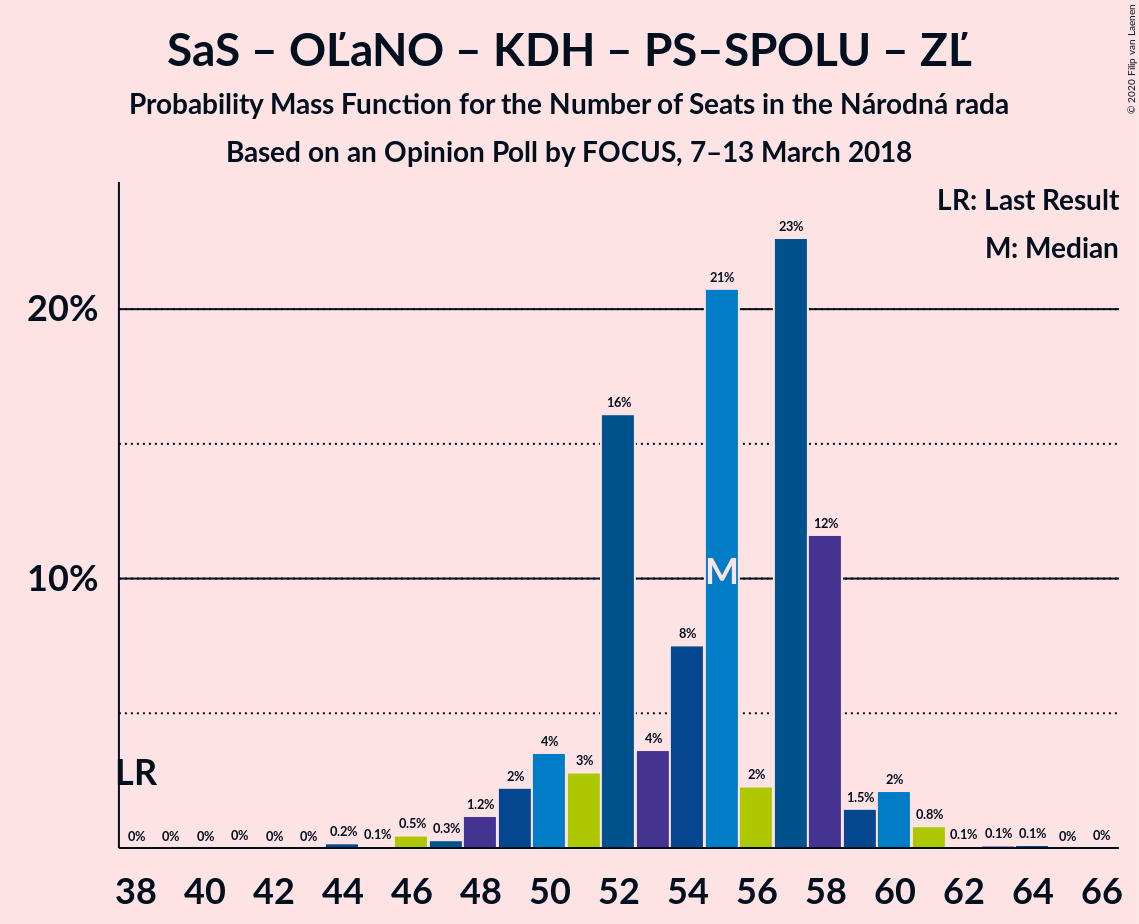 SaS – OĽaNO – KDH – PS–SPOLU – ZĽ
Probability Mass Function for the Number of Seats in the Národná rada
Based on an Opinion Poll by FOCUS, 7–13 March 2018
© 2020 Filip van Laenen
LR: Last Result
M: Median
20%
10%
LR
M
0% 0% 0% 0% 0% 0% 0.2% 0.1% 0.5% 0.3% 1.2% 2% 4% 3% 16% 4% 8% 21% 2% 23% 12% 1.5% 2% 0.8% 0.1% 0.1% 0.1% 0% 0%
38 40 42 44 46 48 50 52 54 56 58 60 62 64 66